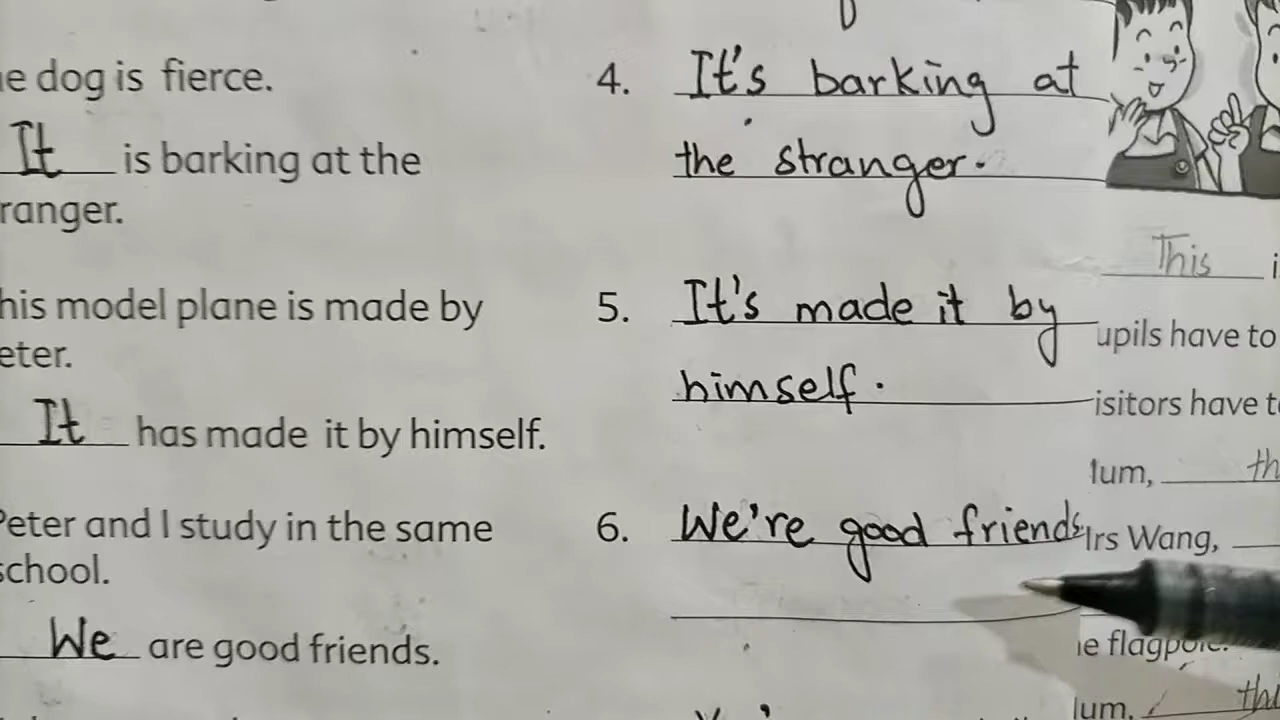 e dog is fierce.
It is barking at the
ranger.
his model plane is made by
eter.
It has made it by himself.
Peter and I study in the same
school.
We are good friends.
4. It's barking at
the stranger.
5. It's made it by
himself.
6. We're good friends
This i
upils have to
isitors have t
lum, th
Irs Wang,
e flagpole.
lum, th